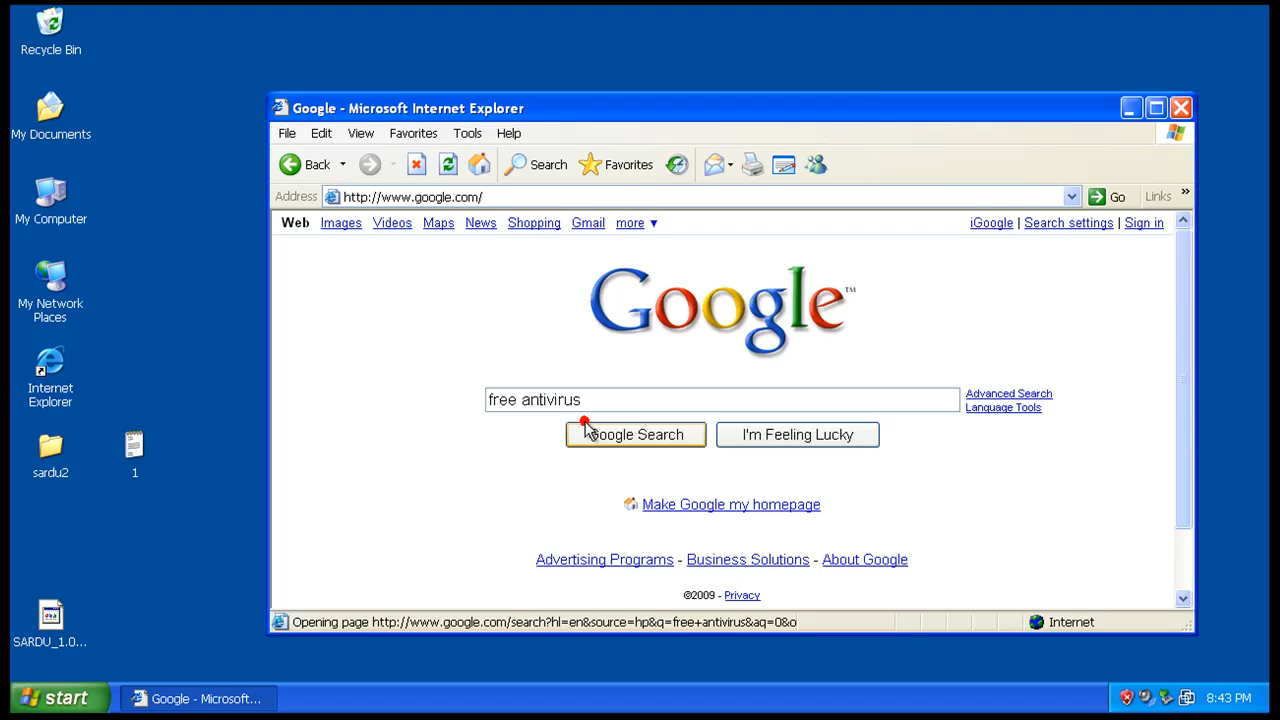 Recycle Bin
My Documents
My Computer
My Network
Places
Internet
Explorer
sardu2
1
SARDU_1.0...
Google - Microsoft Internet Explorer
File Edit View Favorites Tools Help
Back Search Favorites
Address http://www.google.com/ Go Links »
Web Images Videos Maps News Shopping Gmail more ▼ iGoogle | Search settings | Sign in
Google™
free antivirus
Advanced Search
Language Tools
Google Search I'm Feeling Lucky
Make Google my homepage
Advertising Programs - Business Solutions - About Google
©2009 - Privacy
Opening page http://www.google.com/search?hl=en&source=hp&q=free+antivirus&aq=0&o Internet
start Google - Microsoft... 8:43 PM